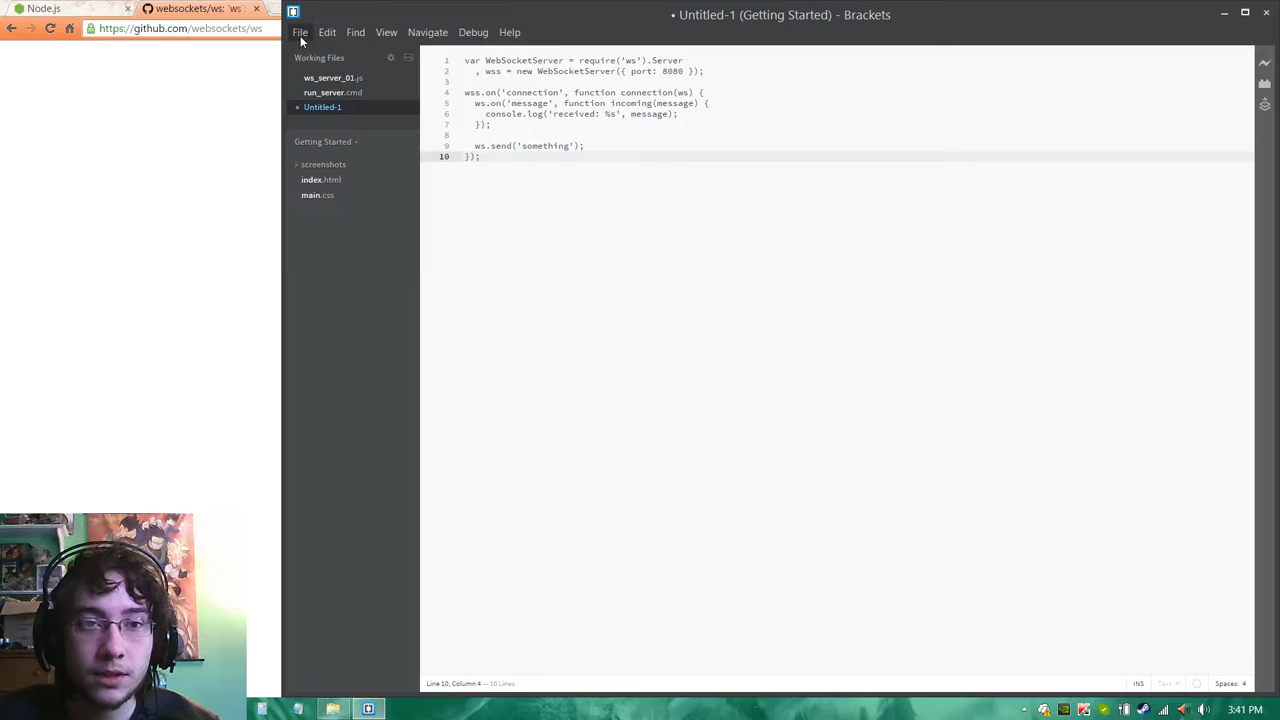 Node.js
websockets/ws: `ws`
https://github.com/websockets/ws
• Untitled-1 (Getting Started) - Brackets
File Edit Find View Navigate Debug Help
Working Files
ws_server_01.js
run_server.cmd
Untitled-1
Getting Started
screenshots
index.html
main.css
1 var WebSocketServer = require('ws').Server
2 , wss = new WebSocketServer({ port: 8080 });
3
4 wss.on('connection', function connection(ws) {
5 ws.on('message', function incoming(message) {
6 console.log('received: %s', message);
7 });
8
9 ws.send('something');
10 });
Line 10, Column 4 — 10 Lines
INS
Text
Spaces: 4
3:41 PM